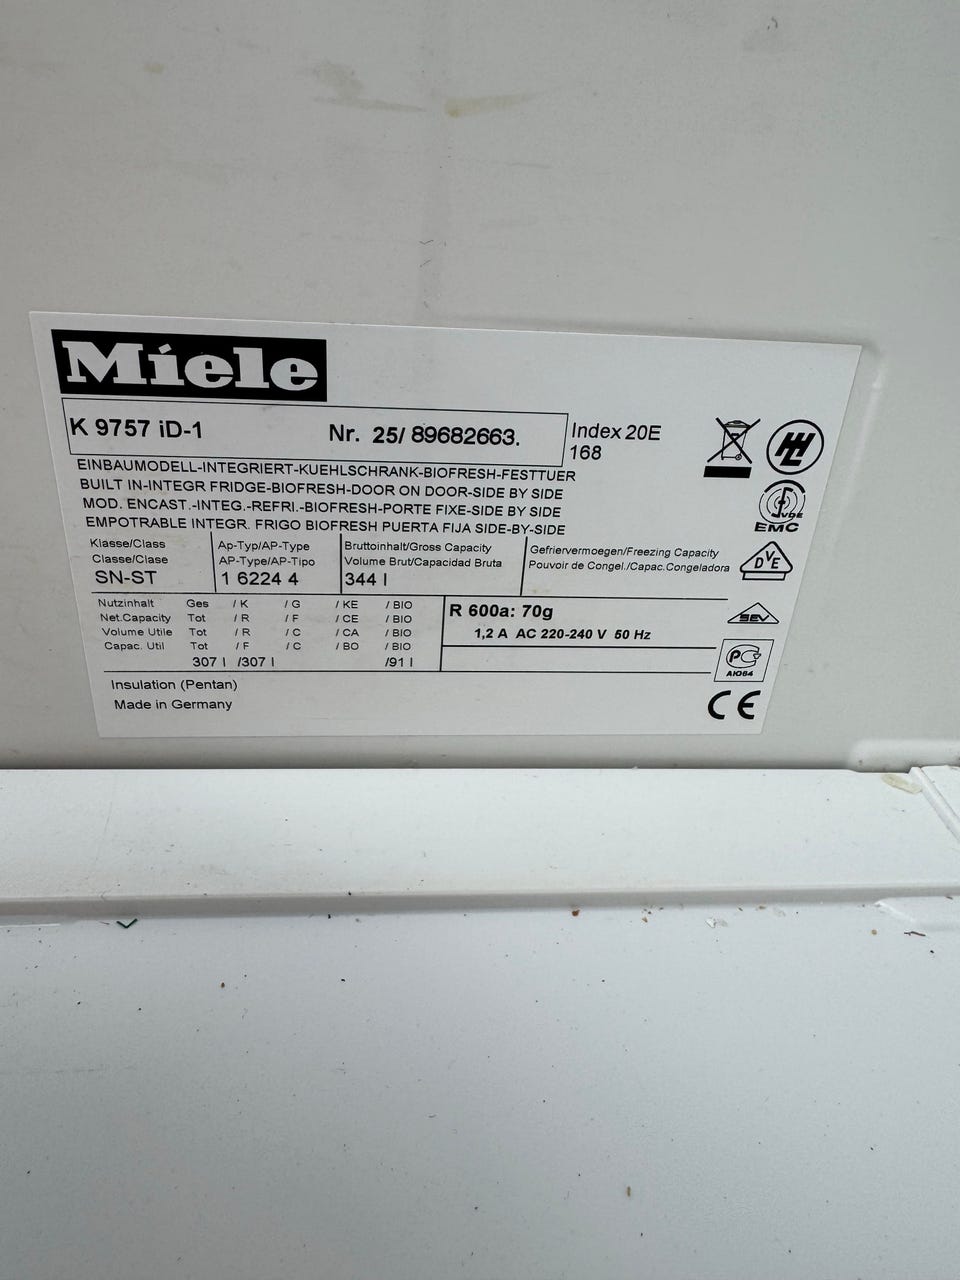 Miele
K 9757 iD-1 Nr. 25/ 89682663. Index 20E
168
EINBAUMODELL-INTEGRIERT-KUEHLSCHRANK-BIOFRESH-FESTTUER
BUILT IN-INTEGR FRIDGE-BIOFRESH-DOOR ON DOOR-SIDE BY SIDE
MOD. ENCAST.-INTEG.-REFRI.-BIOFRESH-PORTE FIXE-SIDE BY SIDE
EMPOTRABLE INTEGR. FRIGO BIOFRESH PUERTA FIJA SIDE-BY-SIDE
Klasse/Class Ap-Typ/AP-Type Bruttoinhalt/Gross Capacity Gefriervermoegen/Freezing Capacity
Classe/Clase AP-Type/AP-Tipo Volume Brut/Capacidad Bruta Pouvoir de Congel./Capac.Congeladora
SN-ST 1 6224 4 344 l
Nutzinhalt Ges / K / G / KE / BIO
Net.Capacity Tot / R / F / CE / BIO
Volume Utile Tot / R / C / CA / BIO
Capac. Util Tot / F / C / BO / BIO
307 l /307 l /91 l
R 600a: 70g
1,2 A AC 220-240 V 50 Hz
Insulation (Pentan)
Made in Germany
VDE
EMC
DVE
SEV
PG
AIO64
CE